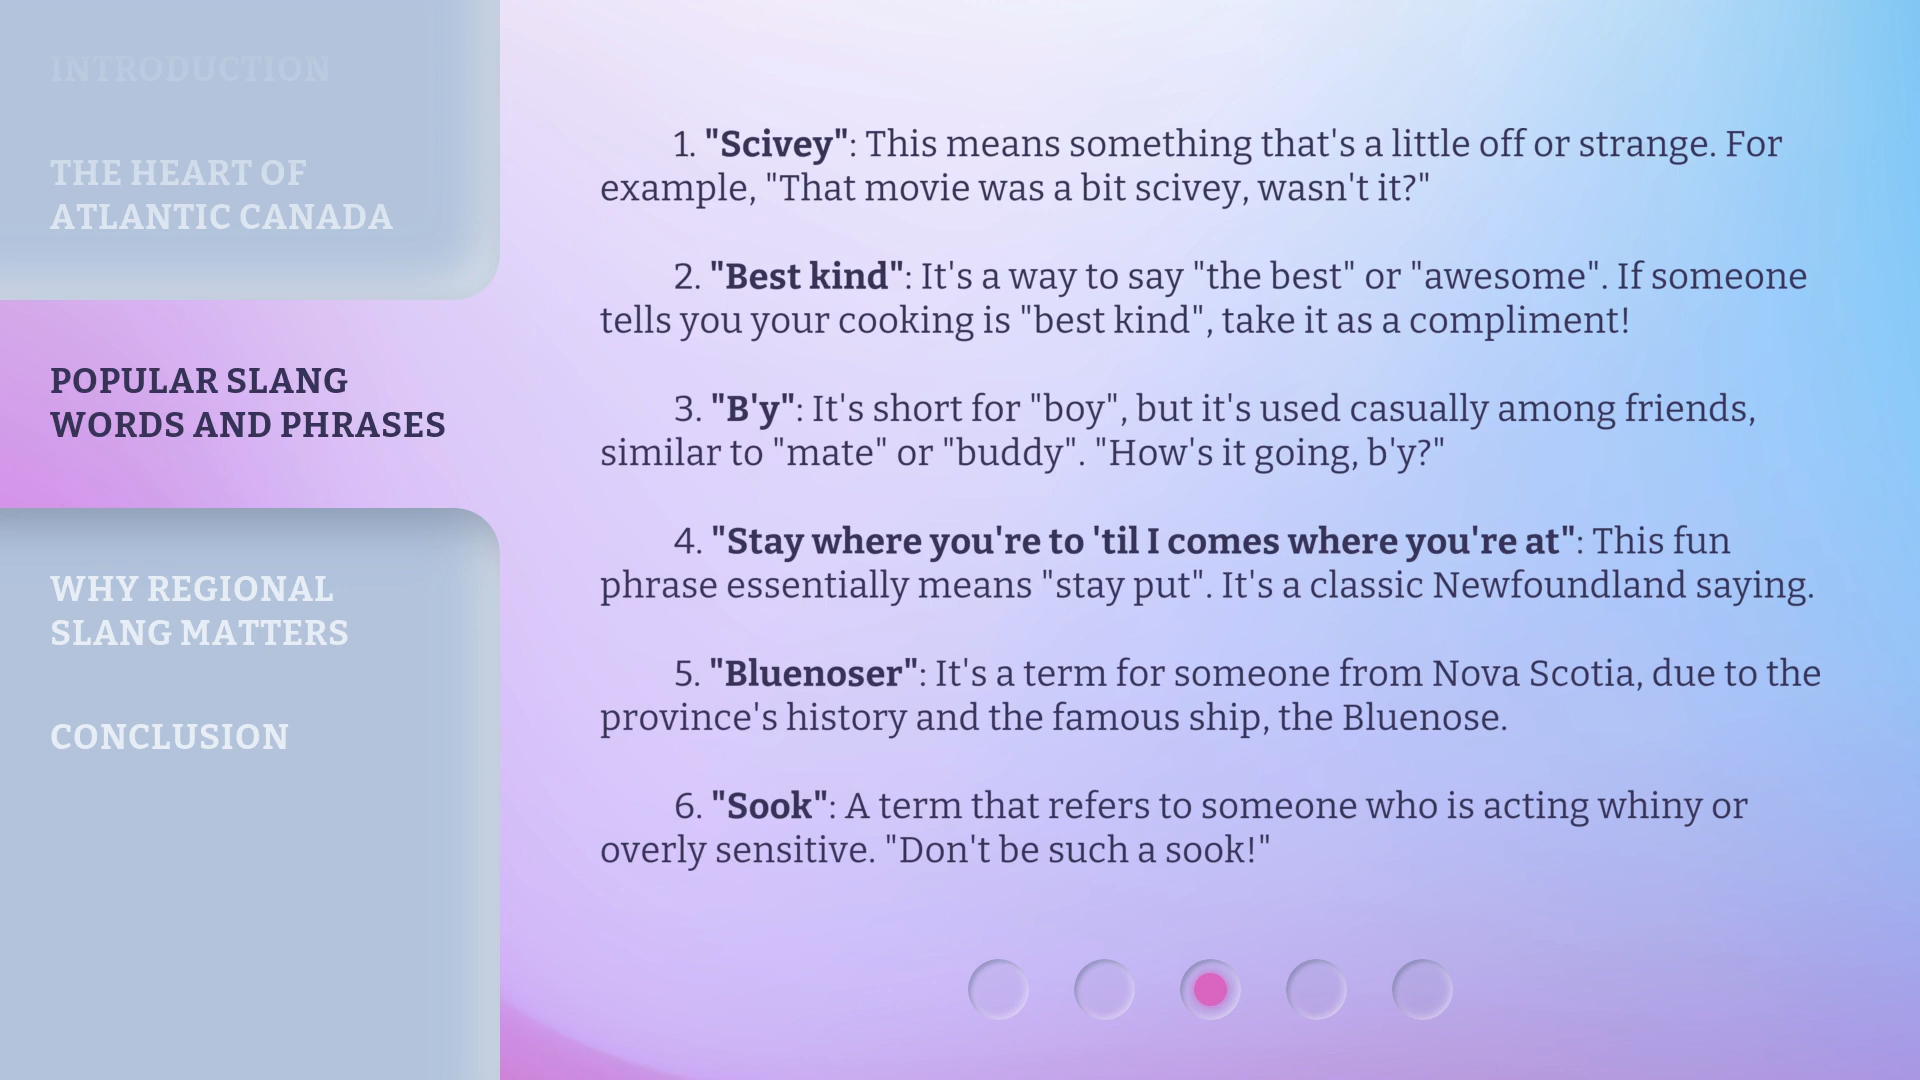 INTRODUCTION
THE HEART OF
ATLANTIC CANADA
POPULAR SLANG
WORDS AND PHRASES
WHY REGIONAL
SLANG MATTERS
CONCLUSION
1. "Scivey": This means something that's a little off or strange. For
example, "That movie was a bit scivey, wasn't it?"
2. "Best kind": It's a way to say "the best" or "awesome". If someone
tells you your cooking is "best kind", take it as a compliment!
3. "B'y": It's short for "boy", but it's used casually among friends,
similar to "mate" or "buddy". "How's it going, b'y?"
4. "Stay where you're to 'til I comes where you're at": This fun
phrase essentially means "stay put". It's a classic Newfoundland saying.
5. "Bluenoser": It's a term for someone from Nova Scotia, due to the
province's history and the famous ship, the Bluenose.
6. "Sook": A term that refers to someone who is acting whiny or
overly sensitive. "Don't be such a sook!"